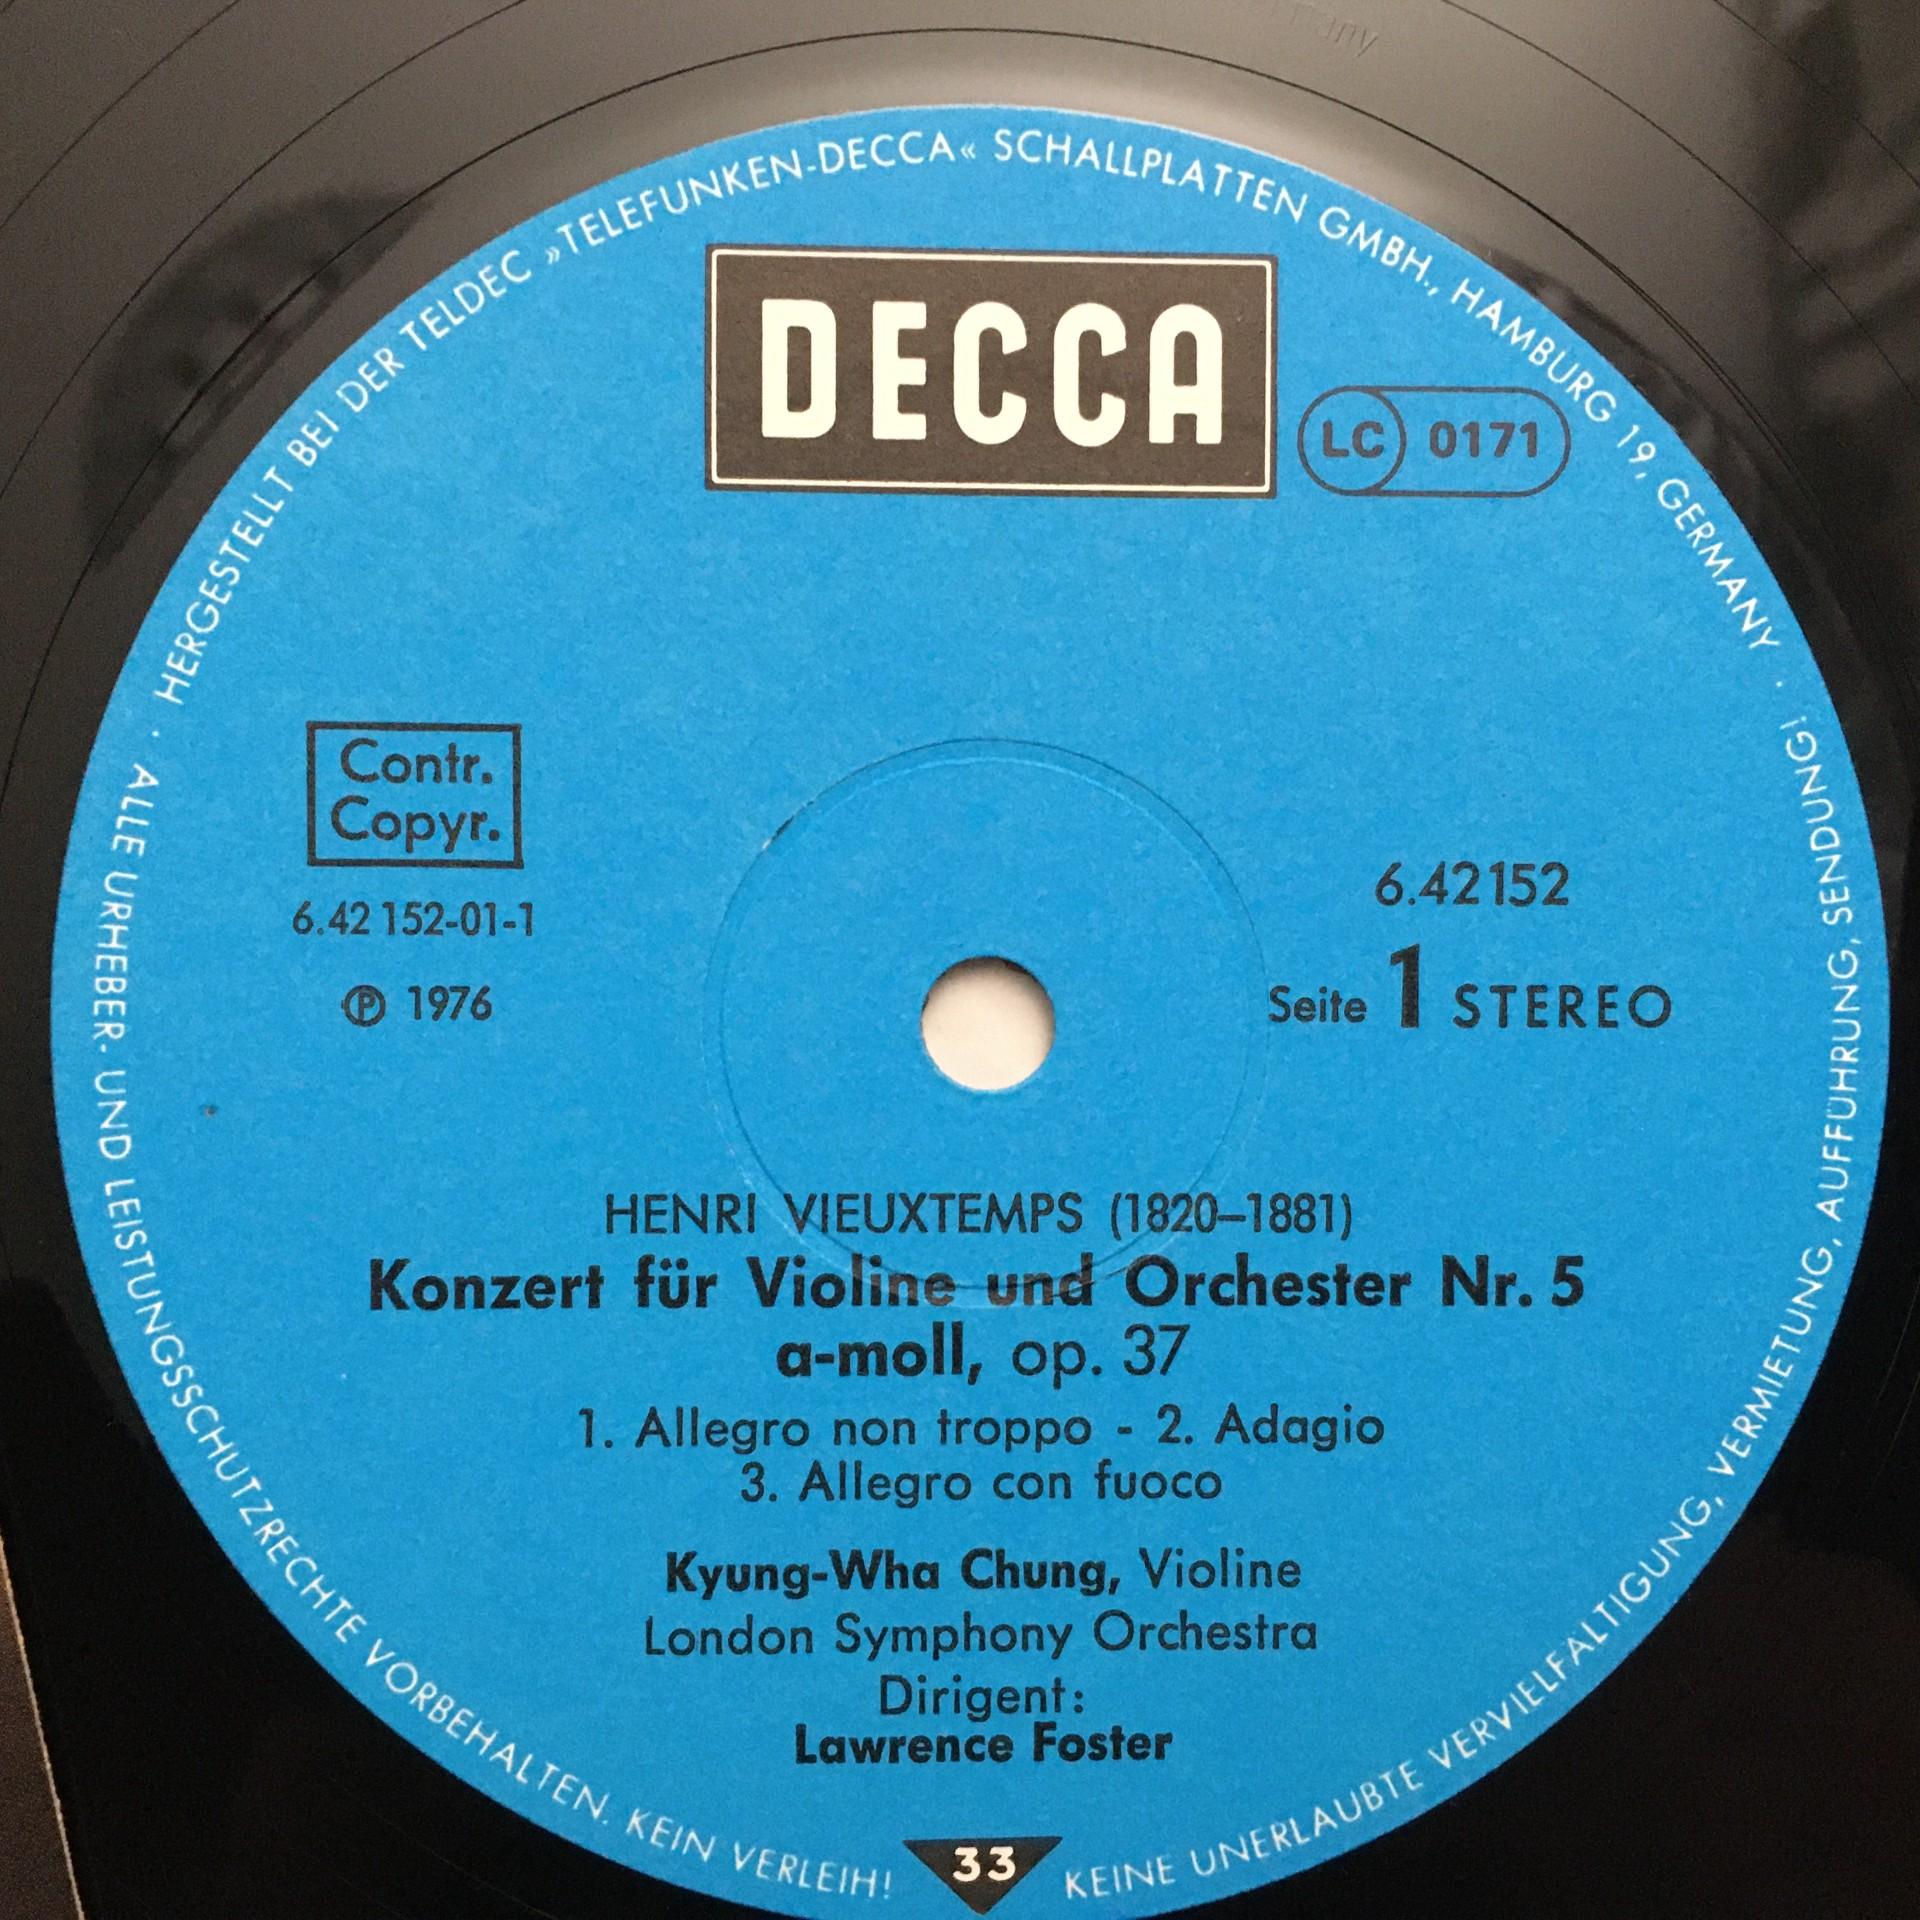 HERGESTELLT BEI DER TELDEC »TELEFUNKEN-DECCA« SCHALLPLATTEN GMBH., HAMBURG 19, GERMANY ·
DECCA
LC 0171
Contr.
Copyr.
6.42 152-01-1
℗ 1976
6.42152
Seite 1 STEREO
HENRI VIEUXTEMPS (1820–1881)
Konzert für Violine und Orchester Nr. 5
a-moll, op. 37
1. Allegro non troppo - 2. Adagio
3. Allegro con fuoco
Kyung-Wha Chung, Violine
London Symphony Orchestra
Dirigent:
Lawrence Foster
33
· ALLE URHEBER- UND LEISTUNGSSCHUTZRECHTE VORBEHALTEN. KEIN VERLEIH!
KEINE UNERLAUBTE VERVIELFÄLTIGUNG, VERMIETUNG, AUFFÜHRUNG, SENDUNG!